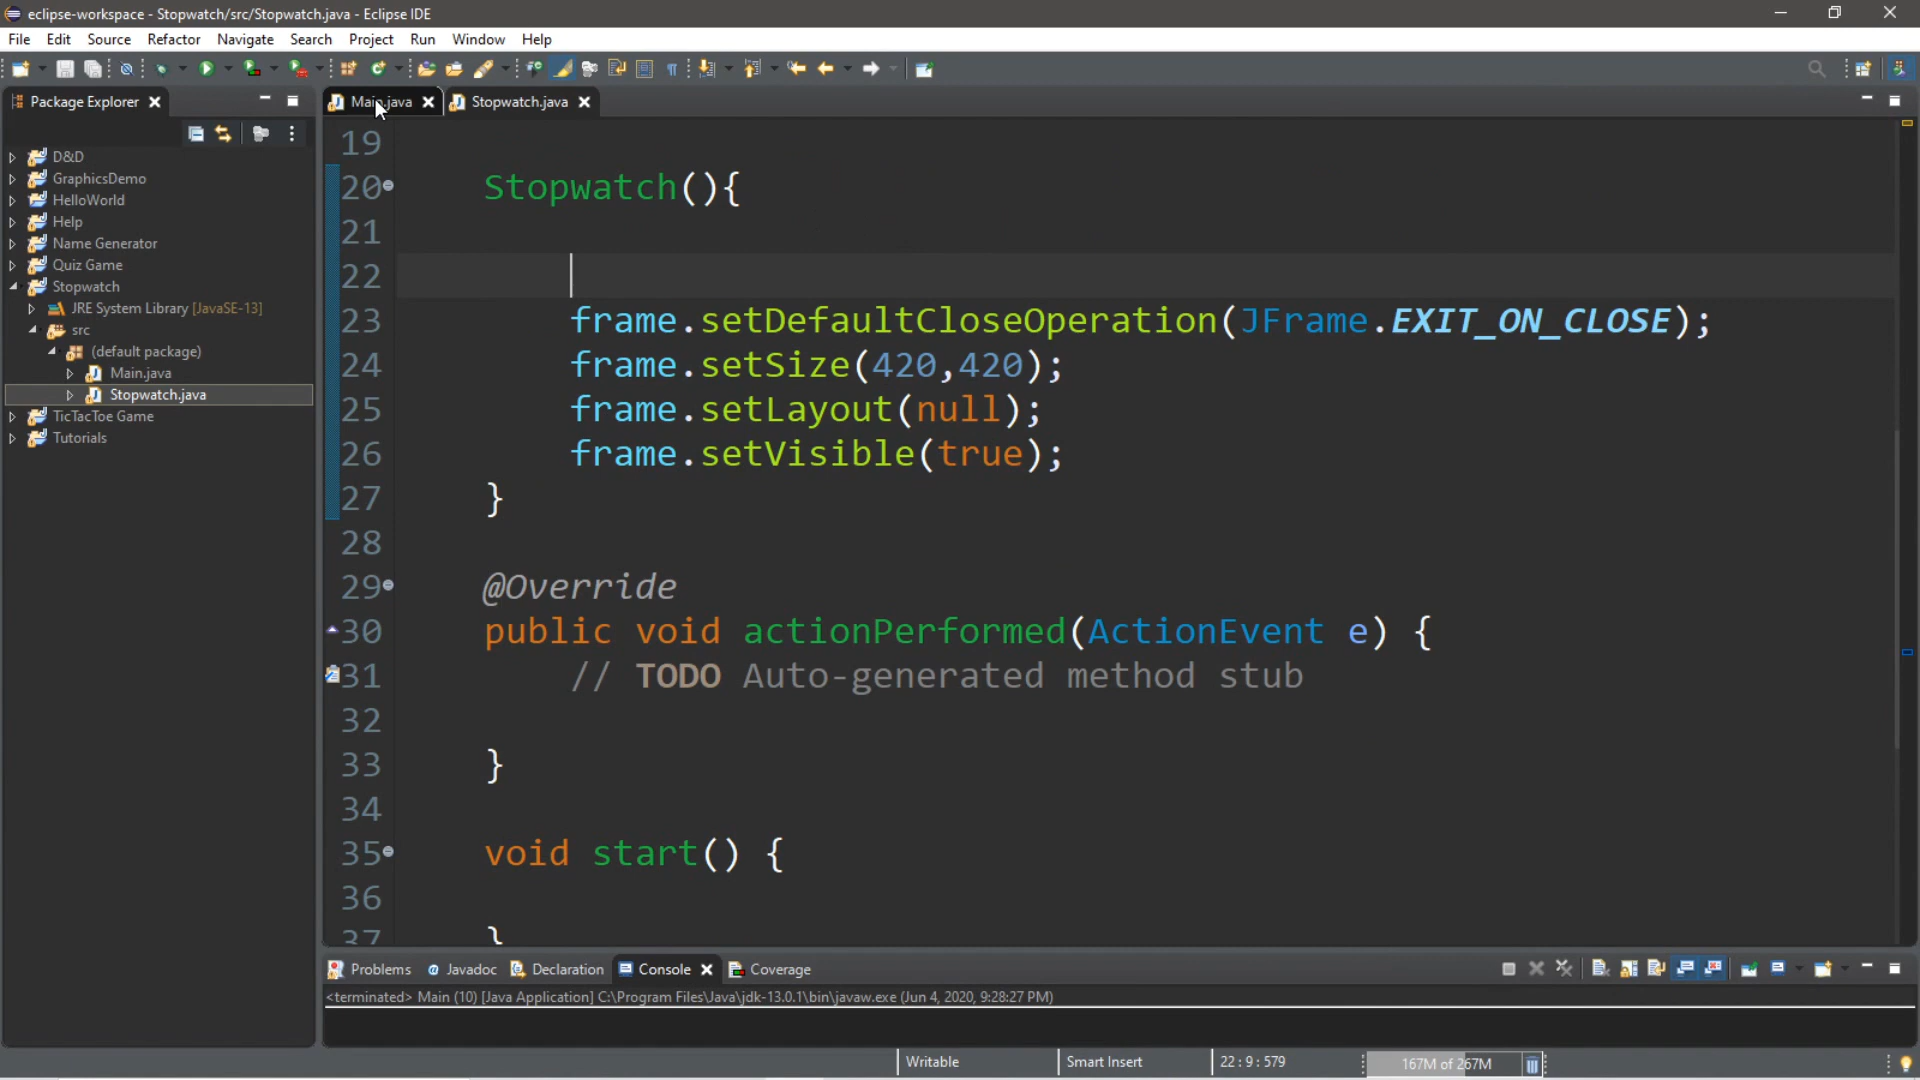 eclipse-workspace - Stopwatch/src/Stopwatch.java - Eclipse IDE
File Edit Source Refactor Navigate Search Project Run Window Help
Package Explorer
Main.java Stopwatch.java
D&D
GraphicsDemo
HelloWorld
Help
Name Generator
Quiz Game
Stopwatch
JRE System Library [JavaSE-13]
src
(default package)
Main.java
Stopwatch.java
TicTacToe Game
Tutorials
19
20 Stopwatch(){
21
22
23 frame.setDefaultCloseOperation(JFrame.EXIT_ON_CLOSE);
24 frame.setSize(420,420);
25 frame.setLayout(null);
26 frame.setVisible(true);
27 }
28
29 @Override
30 public void actionPerformed(ActionEvent e) {
31 // TODO Auto-generated method stub
32
33 }
34
35 void start() {
36
37 }
Problems Javadoc Declaration Console Coverage
<terminated> Main (10) [Java Application] C:\Program Files\Java\jdk-13.0.1\bin\javaw.exe (Jun 4, 2020, 9:28:27 PM)
Writable Smart Insert 22 : 9 : 579 167M of 267M